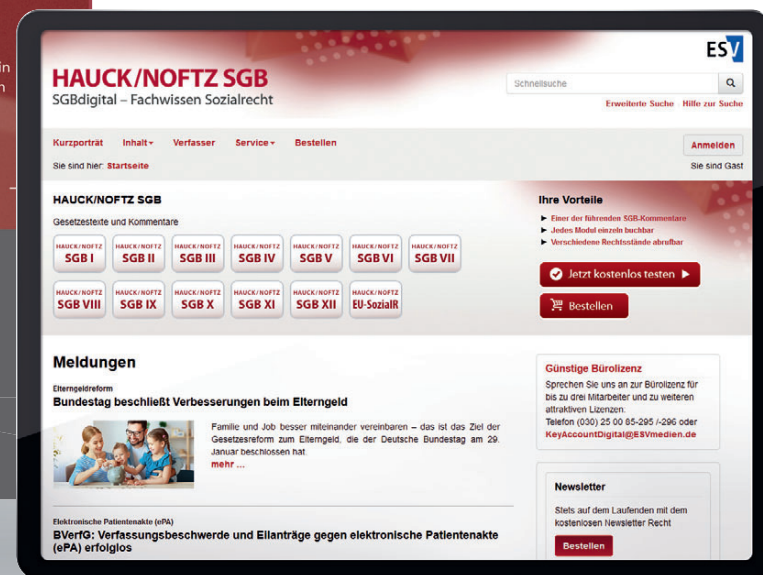 in
ESV
HAUCK/NOFTZ SGB
SGBdigital – Fachwissen Sozialrecht
Schnellsuche
Erweiterte Suche Hilfe zur Suche
Kurzporträt Inhalt Verfasser Service Bestellen
Anmelden
Sie sind hier: Startseite
Sie sind Gast
HAUCK/NOFTZ SGB
Gesetzestexte und Kommentare
HAUCK/NOFTZ HAUCK/NOFTZ HAUCK/NOFTZ HAUCK/NOFTZ HAUCK/NOFTZ HAUCK/NOFTZ HAUCK/NOFTZ
SGB I SGB II SGB III SGB IV SGB V SGB VI SGB VII
HAUCK/NOFTZ HAUCK/NOFTZ HAUCK/NOFTZ HAUCK/NOFTZ HAUCK/NOFTZ HAUCK/NOFTZ
SGB VIII SGB IX SGB X SGB XI SGB XII EU-SozialR
Ihre Vorteile
Einer der führenden SGB-Kommentare
Jedes Modul einzeln buchbar
Verschiedene Rechtsstände abrufbar
Jetzt kostenlos testen
Bestellen
Meldungen
Elterngeldreform
Bundestag beschließt Verbesserungen beim Elterngeld
Familie und Job besser miteinander vereinbaren – das ist das Ziel der
Gesetzesreform zum Elterngeld, die der Deutsche Bundestag am 29.
Januar beschlossen hat.
mehr ...
Elektronische Patientenakte (ePA)
BVerfG: Verfassungsbeschwerde und Eilanträge gegen elektronische Patientenakte
(ePA) erfolglos
Günstige Bürolizenz
Sprechen Sie uns an zur Bürolizenz für
bis zu drei Mitarbeiter und zu weiteren
attraktiven Lizenzen:
Telefon (030) 25 00 85-295 /-296 oder
KeyAccountDigital@ESVmedien.de
Newsletter
Stets auf dem Laufenden mit dem
kostenlosen Newsletter Recht
Bestellen